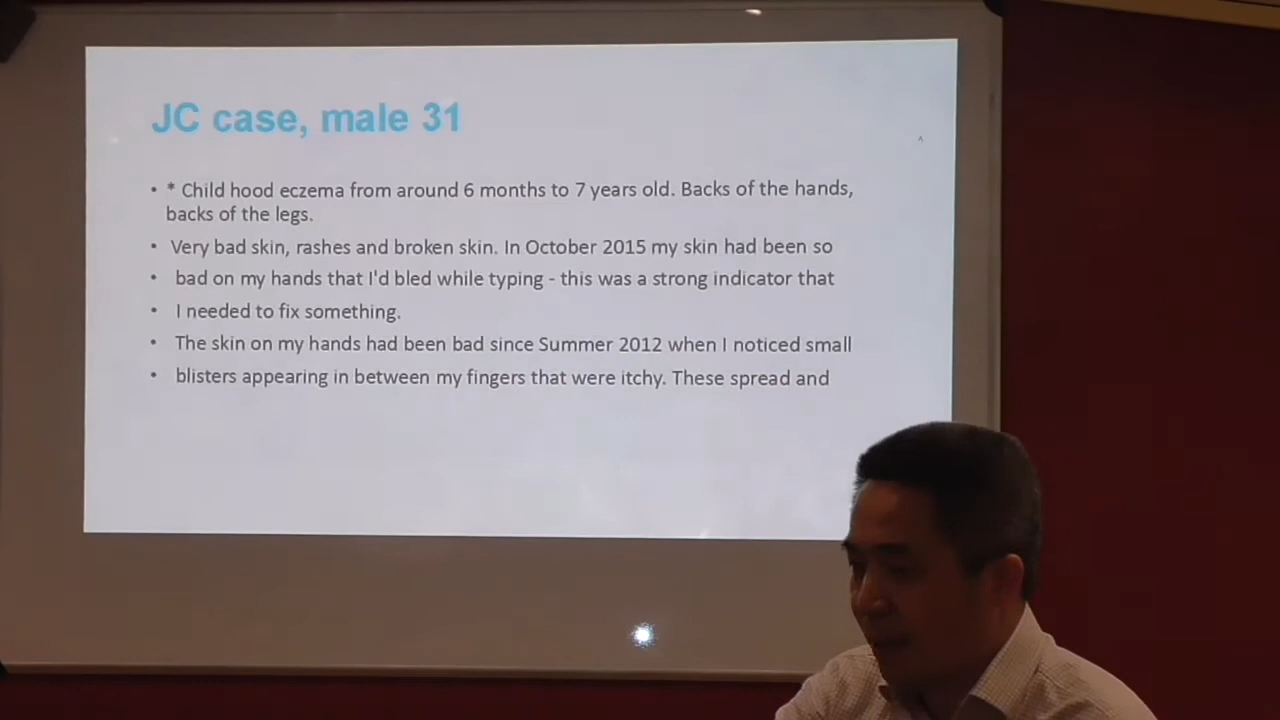 JC case, male 31
• * Child hood eczema from around 6 months to 7 years old. Backs of the hands,
backs of the legs.
• Very bad skin, rashes and broken skin. In October 2015 my skin had been so
• bad on my hands that I'd bled while typing - this was a strong indicator that
• I needed to fix something.
• The skin on my hands had been bad since Summer 2012 when I noticed small
• blisters appearing in between my fingers that were itchy. These spread and